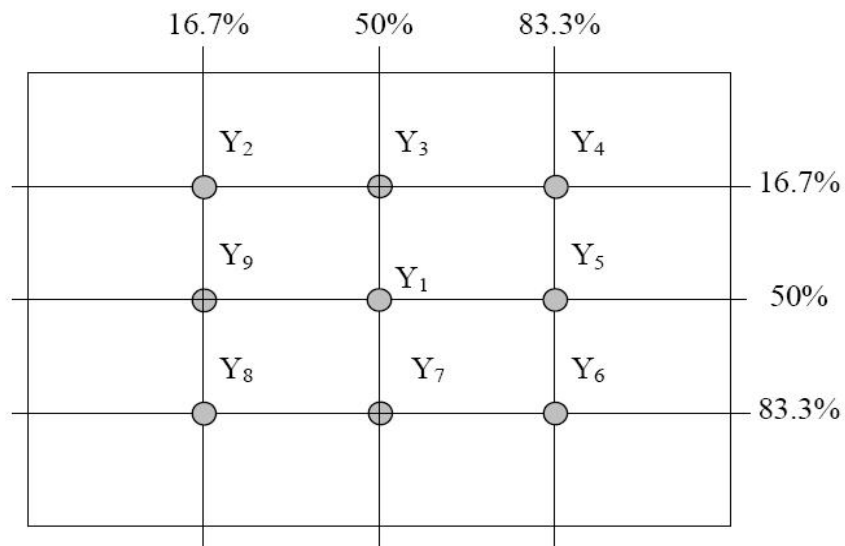 16.7% 50% 83.3%
Y₂ Y₃ Y₄
16.7%
Y₉ Y₁ Y₅
50%
Y₈ Y₇ Y₆
83.3%